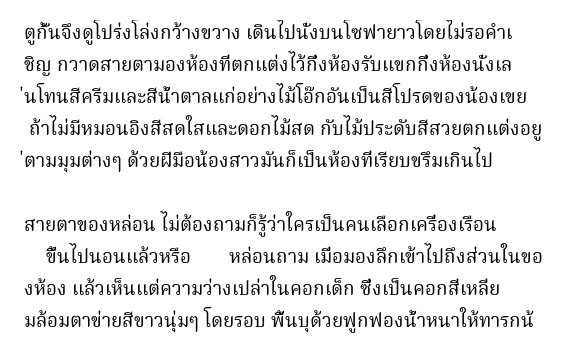 ตูกั้นจึงดูโปร่งโล่งกว้างขวาง เดินไปนั่งบนโซฟายาวโดยไม่รอคำเ
ชิญ กวาดสายตามองห้องที่ตกแต่งไว้กึ่งห้องรับแขกกึ่งห้องนั่งเล
่นโทนสีครีมและสีน้ำตาลแก่อย่างไม้โอ๊กอันเป็นสีโปรดของน้องเขย
ถ้าไม่มีหมอนอิงสีสดใสและดอกไม้สด กับไม้ประดับสีสวยตกแต่งอยู
่ตามมุมต่างๆ ด้วยฝีมือน้องสาวมันก็เป็นห้องที่เรียบขรึมเกินไป
สายตาของหล่อน ไม่ต้องถามก็รู้ว่าใครเป็นคนเลือกเครื่องเรือน
ขึ้นไปนอนแล้วหรือ หล่อนถาม เมื่อมองลึกเข้าไปถึงส่วนในขอ
งห้อง แล้วเห็นแต่ความว่างเปล่าในคอกเด็ก ซึ่งเป็นคอกสี่เหลี่ย
มล้อมตาข่ายสีขาวนุ่มๆ โดยรอบ พื้นบุด้วยฟูกฟองน้ำหนาให้ทารกน้